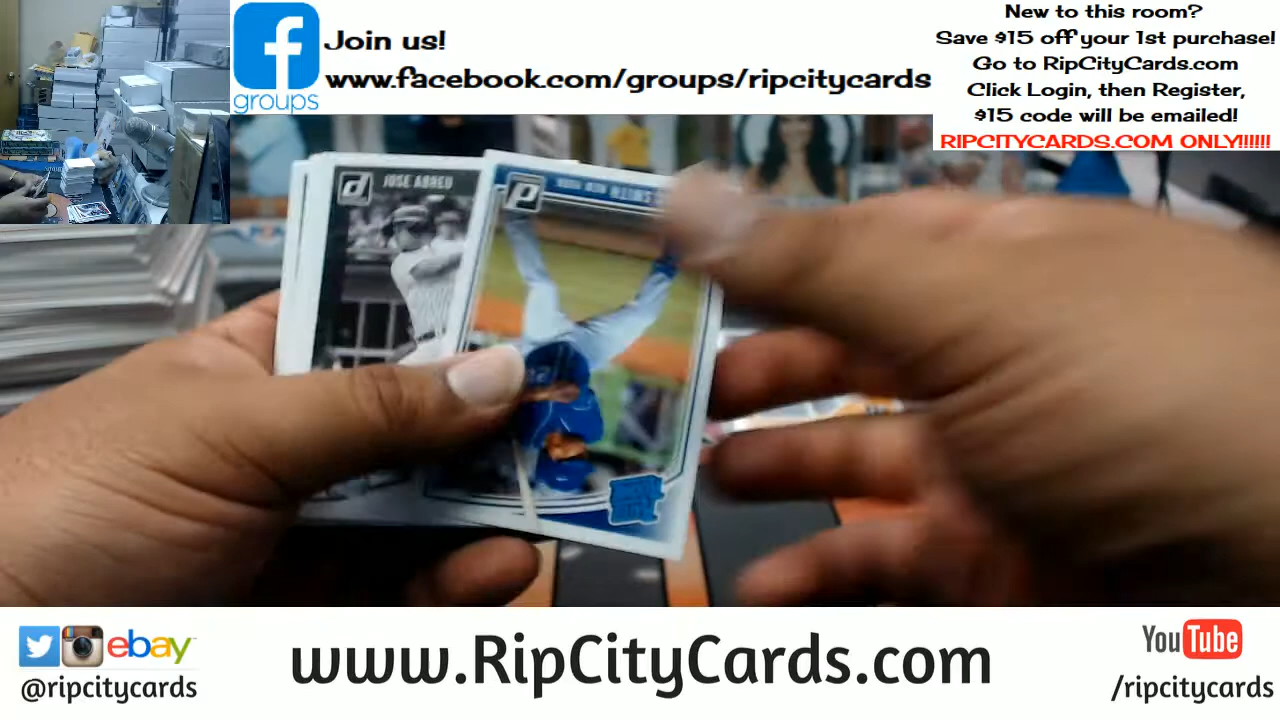 Join us!
www.facebook.com/groups/ripcitycards
groups
New to this room?
Save $15 off your 1st purchase!
Go to RipCityCards.com
Click Login, then Register,
$15 code will be emailed!
RIPCITYCARDS.COM ONLY!!!!!!
JOSE ABREU
ebay
@ripcitycards
www.RipCityCards.com
YouTube
/ripcitycards